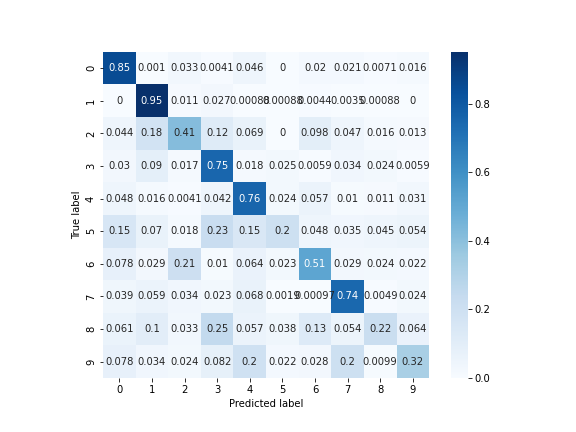 0 0.85 0.001 0.033 0.0041 0.046 0 0.02 0.021 0.0071 0.016
1 0 0.95 0.011 0.027 0.00088 0.00088 0.0044 0.0035 0.00088 0
2 0.044 0.18 0.41 0.12 0.069 0 0.098 0.047 0.016 0.013
3 0.03 0.09 0.017 0.75 0.018 0.025 0.0059 0.034 0.024 0.0059
4 0.048 0.016 0.0041 0.042 0.76 0.024 0.057 0.01 0.011 0.031
5 0.15 0.07 0.018 0.23 0.15 0.2 0.048 0.035 0.045 0.054
6 0.078 0.029 0.21 0.01 0.064 0.023 0.51 0.029 0.024 0.022
7 0.039 0.059 0.034 0.023 0.068 0.0019 0.00097 0.74 0.0049 0.024
8 0.061 0.1 0.033 0.25 0.057 0.038 0.13 0.054 0.22 0.064
9 0.078 0.034 0.024 0.082 0.2 0.022 0.028 0.2 0.0099 0.32
0 1 2 3 4 5 6 7 8 9
Predicted label
True label
0.8
0.6
0.4
0.2
0.0